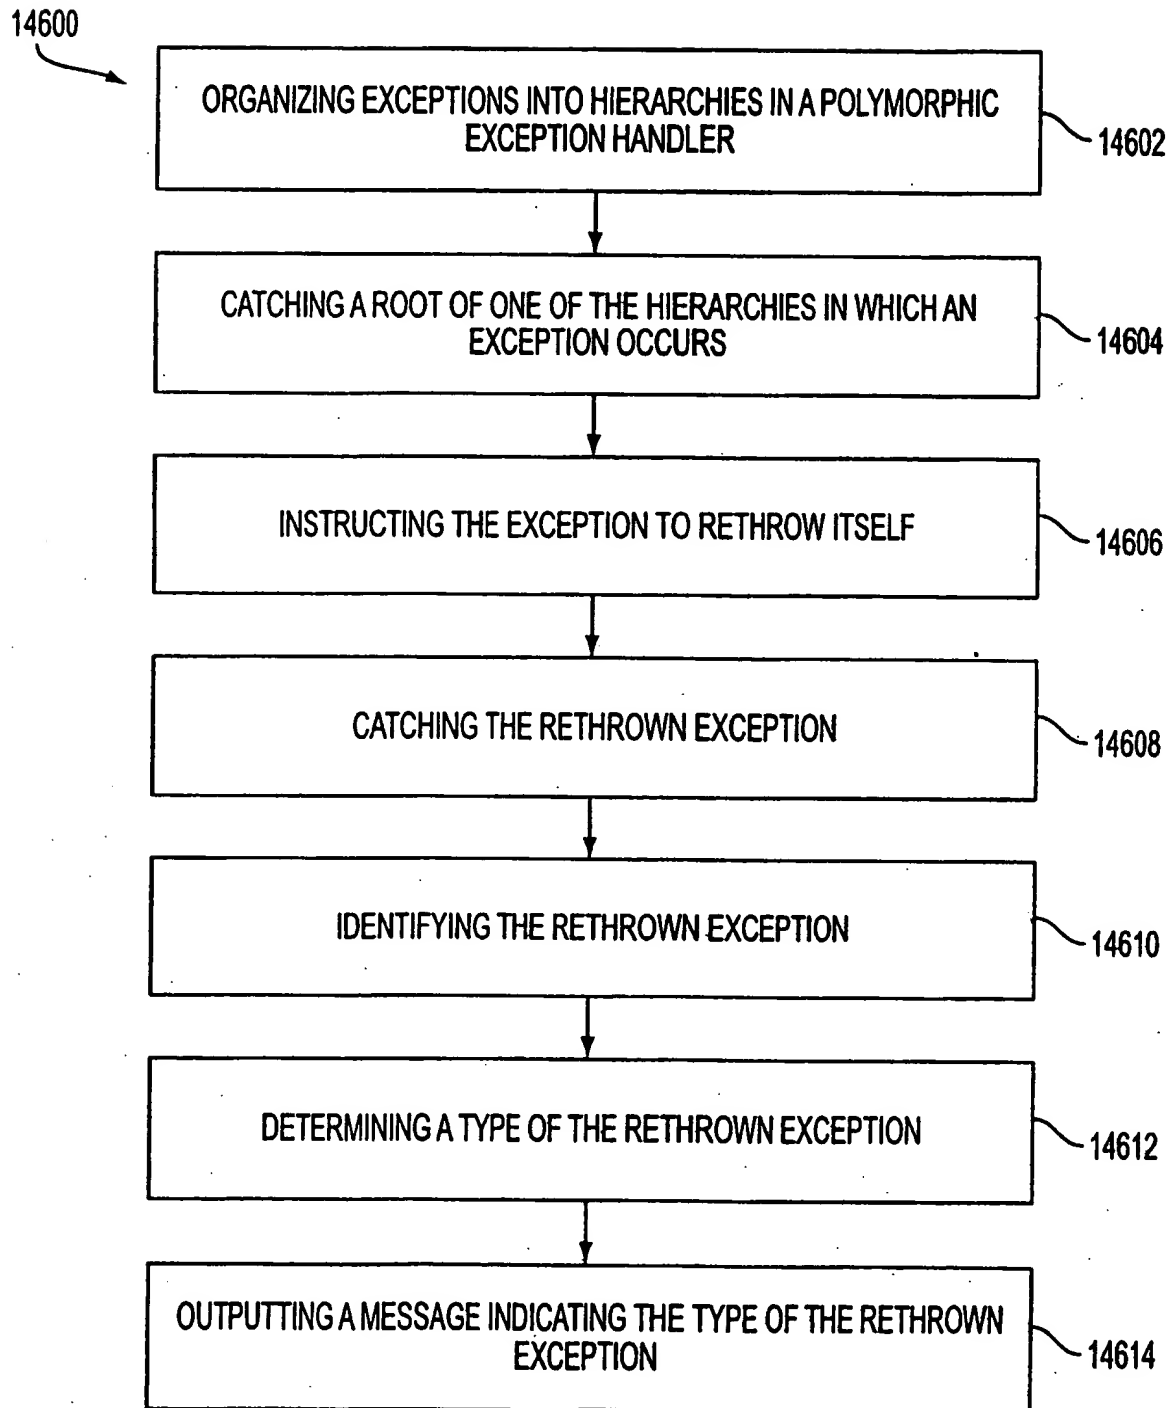 14600
ORGANIZING EXCEPTIONS INTO HIERARCHIES IN A POLYMORPHIC
EXCEPTION HANDLER
14602
CATCHING A ROOT OF ONE OF THE HIERARCHIES IN WHICH AN
EXCEPTION OCCURS
14604
INSTRUCTING THE EXCEPTION TO RETHROW ITSELF
14606
CATCHING THE RETHROWN EXCEPTION
14608
IDENTIFYING THE RETHROWN EXCEPTION
14610
DETERMINING A TYPE OF THE RETHROWN EXCEPTION
14612
OUTPUTTING A MESSAGE INDICATING THE TYPE OF THE RETHROWN
EXCEPTION
14614